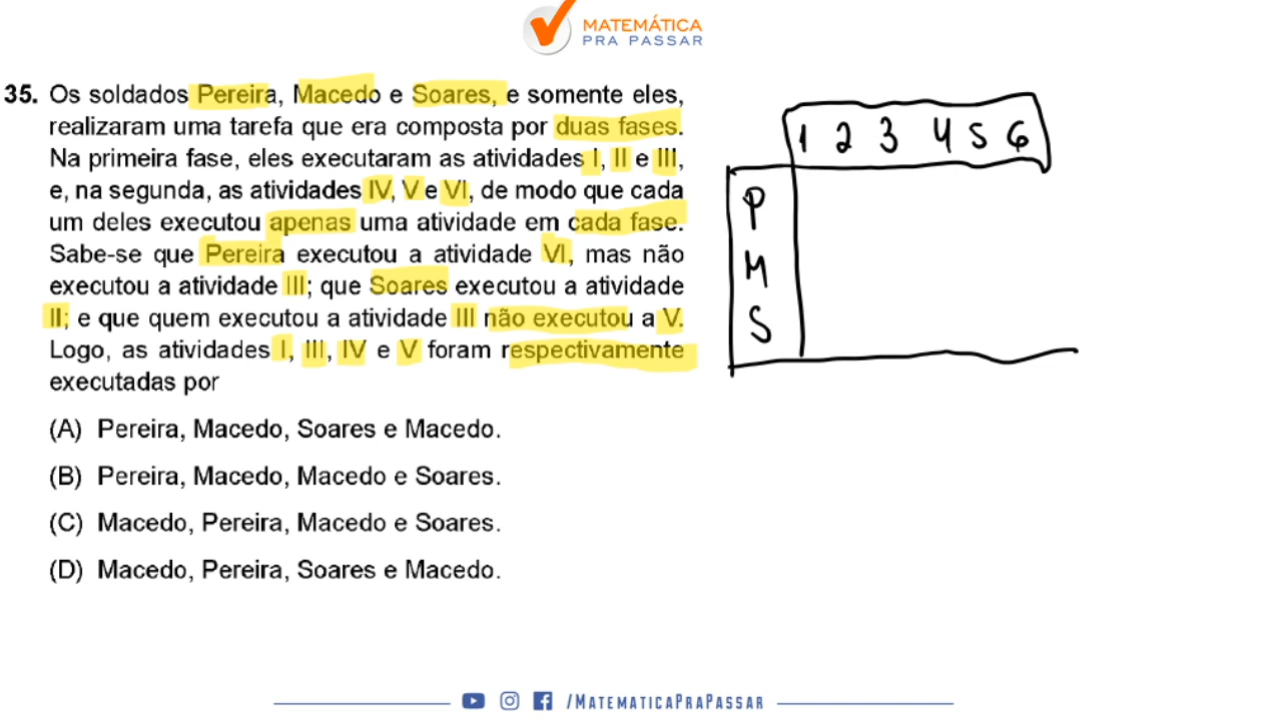 MATEMÁTICA
PRA PASSAR
35. Os soldados Pereira, Macedo e Soares, e somente eles,
realizaram uma tarefa que era composta por duas fases.
Na primeira fase, eles executaram as atividades I, II e III,
e, na segunda, as atividades IV, V e VI, de modo que cada
um deles executou apenas uma atividade em cada fase.
Sabe-se que Pereira executou a atividade VI, mas não
executou a atividade III; que Soares executou a atividade
II; e que quem executou a atividade III não executou a V.
Logo, as atividades I, III, IV e V foram respectivamente
executadas por
(A) Pereira, Macedo, Soares e Macedo.
(B) Pereira, Macedo, Macedo e Soares.
(C) Macedo, Pereira, Macedo e Soares.
(D) Macedo, Pereira, Soares e Macedo.
1 2 3 4 5 6
P
M
S
/MATEMATICAPRAPASSAR